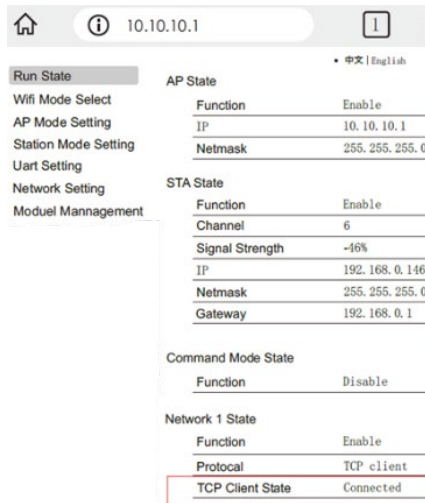 10.10.10.1
1
• 中文 | English
Run State
Wifi Mode Select
AP Mode Setting
Station Mode Setting
Uart Setting
Network Setting
Moduel Mannagement
AP State
Function Enable
IP 10. 10. 10. 1
Netmask 255. 255. 255. 0
STA State
Function Enable
Channel 6
Signal Strength -46%
IP 192. 168. 0. 146
Netmask 255. 255. 255. 0
Gateway 192. 168. 0. 1
Command Mode State
Function Disable
Network 1 State
Function Enable
Protocal TCP client
TCP Client State Connected